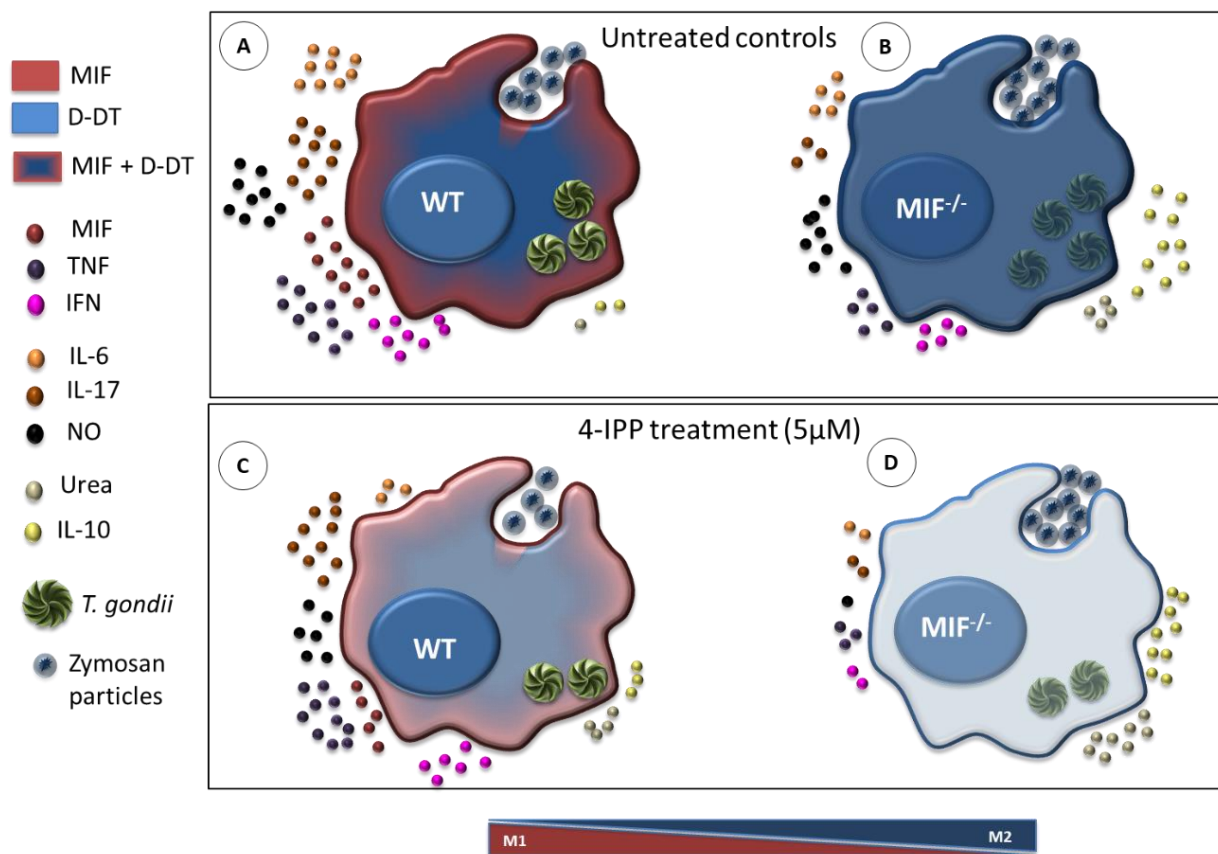 MIF
D-DT
MIF + D-DT
MIF
TNF
IFN
IL-6
IL-17
NO
Urea
IL-10
T. gondii
Zymosan
particles
A
Untreated controls
B
WT
MIF-/-
C
4-IPP treatment (5µM)
D
WT
MIF-/-
M1
M2